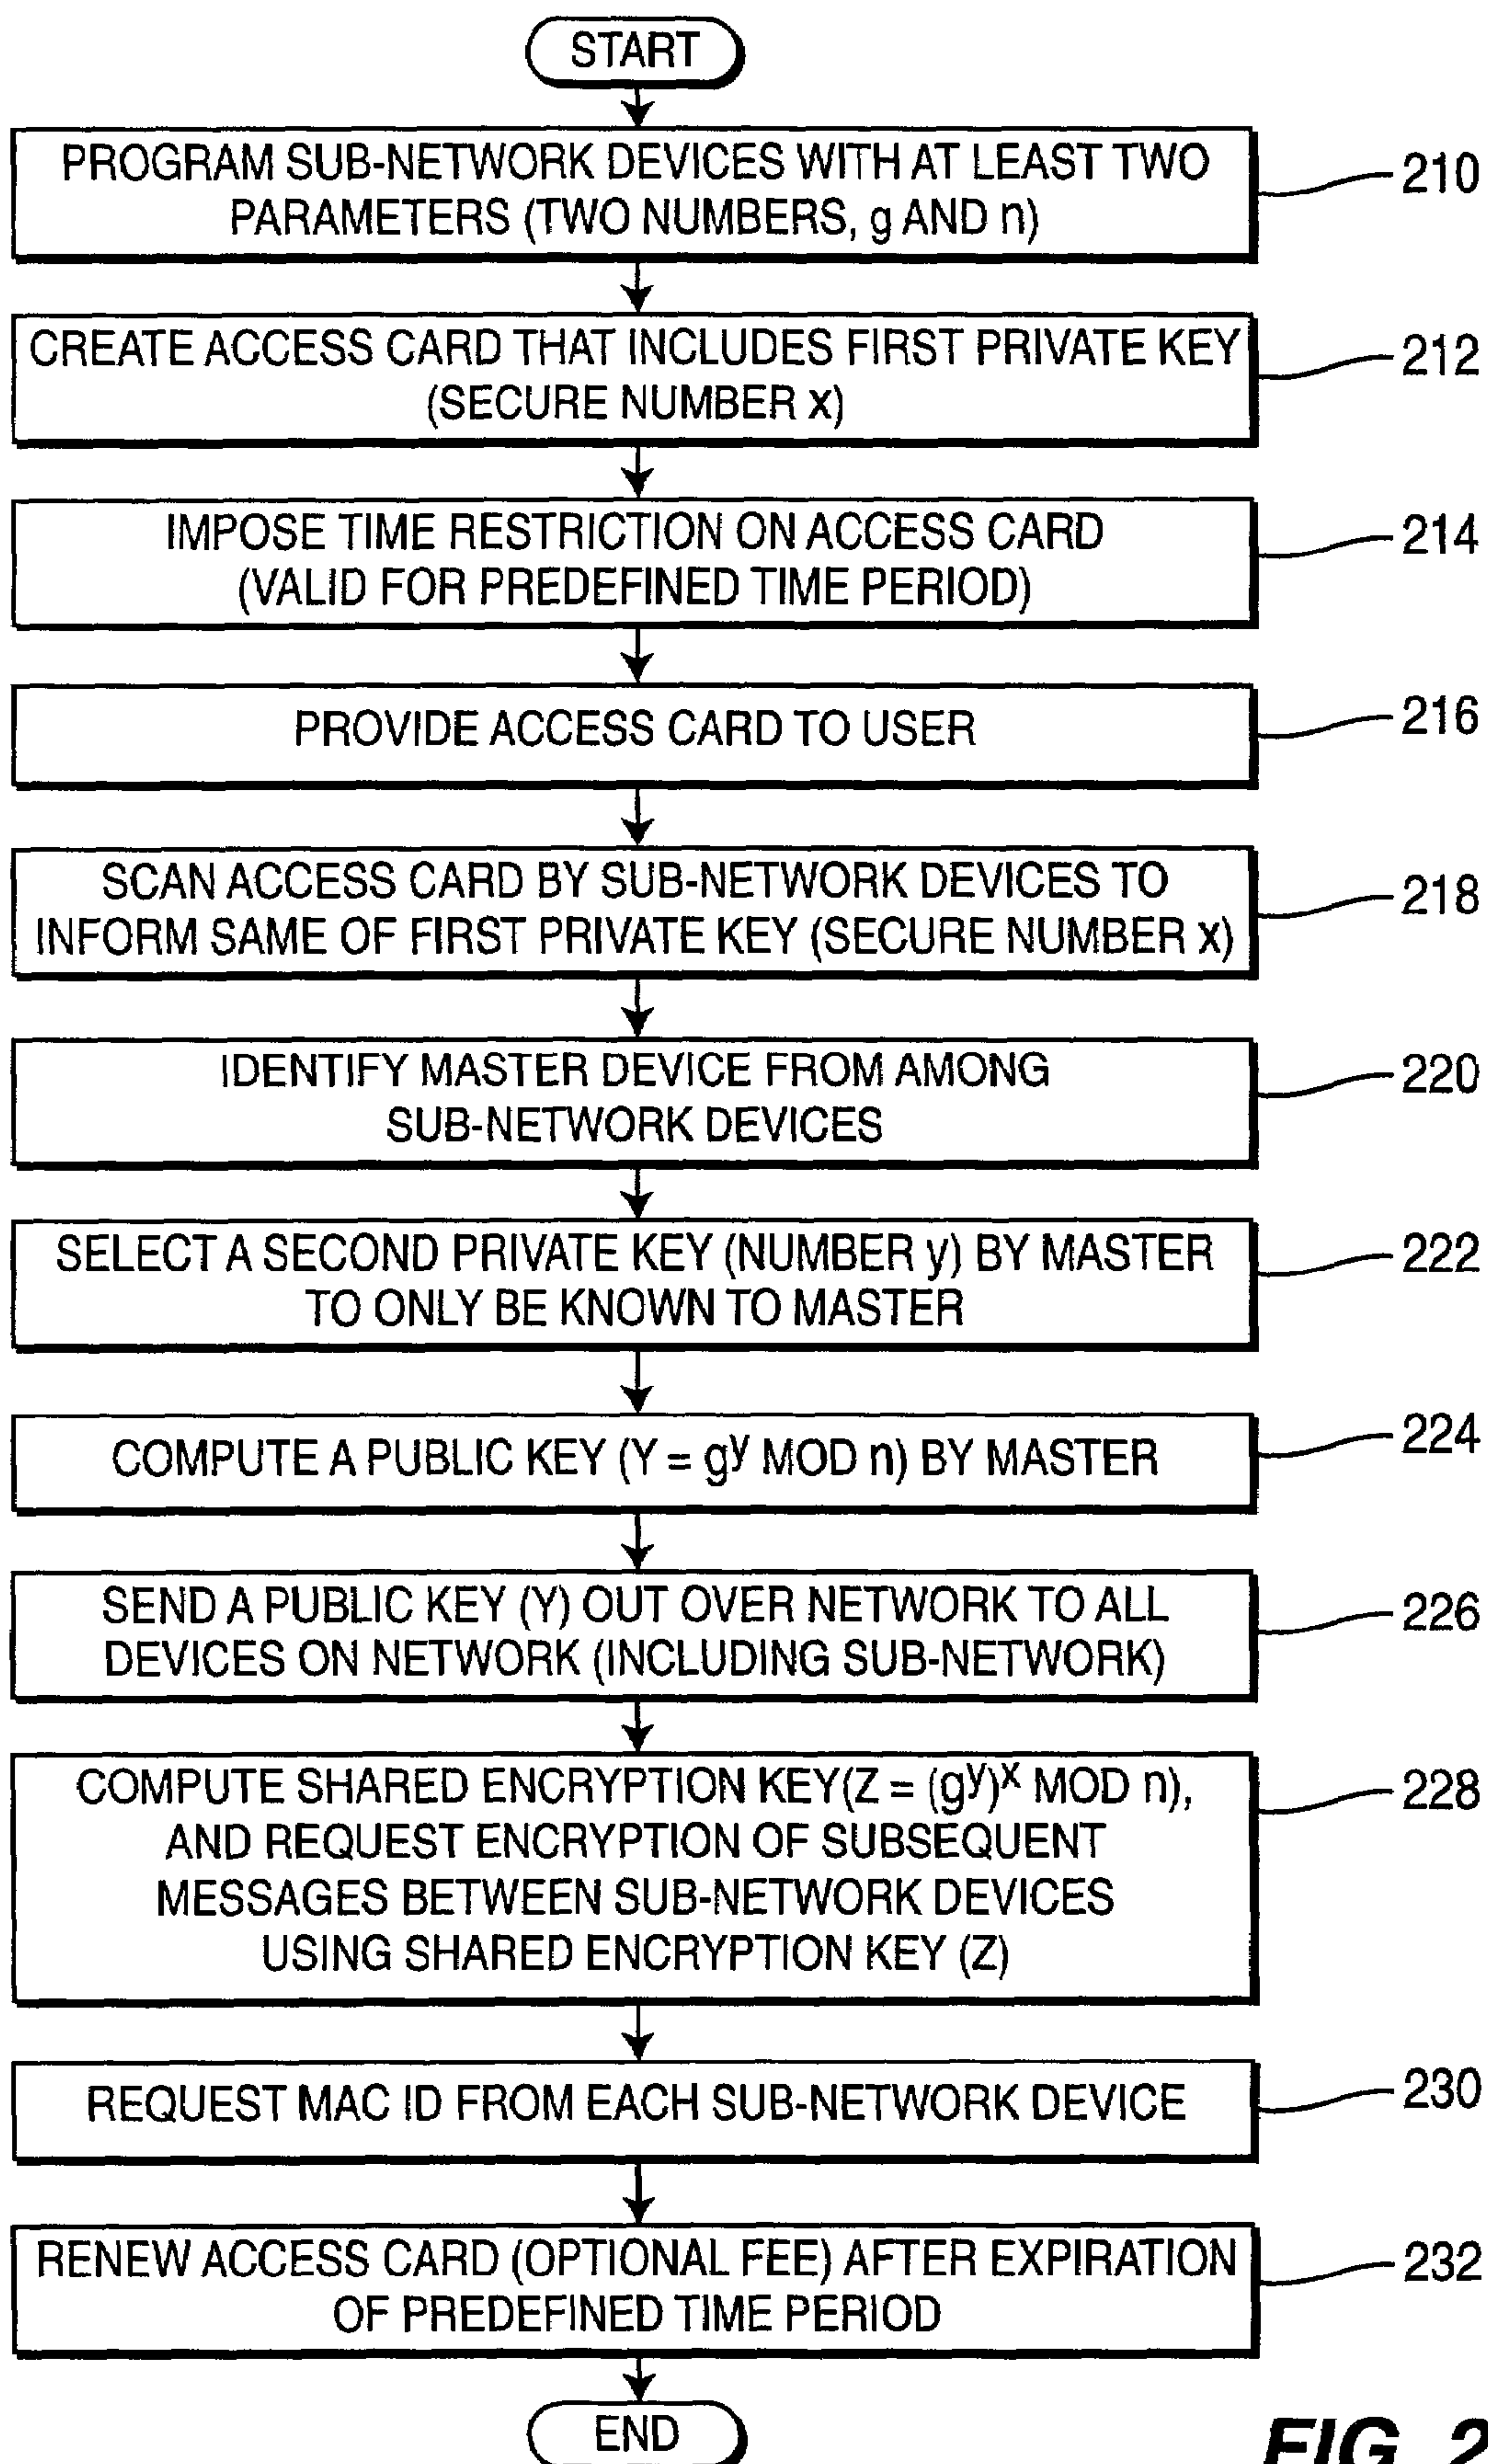 START
PROGRAM SUB-NETWORK DEVICES WITH AT LEAST TWO
PARAMETERS (TWO NUMBERS, g AND n)
210
CREATE ACCESS CARD THAT INCLUDES FIRST PRIVATE KEY
(SECURE NUMBER x)
212
IMPOSE TIME RESTRICTION ON ACCESS CARD
(VALID FOR PREDEFINED TIME PERIOD)
214
PROVIDE ACCESS CARD TO USER
216
SCAN ACCESS CARD BY SUB-NETWORK DEVICES TO
INFORM SAME OF FIRST PRIVATE KEY (SECURE NUMBER x)
218
IDENTIFY MASTER DEVICE FROM AMONG
SUB-NETWORK DEVICES
220
SELECT A SECOND PRIVATE KEY (NUMBER y) BY MASTER
TO ONLY BE KNOWN TO MASTER
222
COMPUTE A PUBLIC KEY (Y = g^y MOD n) BY MASTER
224
SEND A PUBLIC KEY (Y) OUT OVER NETWORK TO ALL
DEVICES ON NETWORK (INCLUDING SUB-NETWORK)
226
COMPUTE SHARED ENCRYPTION KEY(Z = (g^y)^x MOD n),
AND REQUEST ENCRYPTION OF SUBSEQUENT
MESSAGES BETWEEN SUB-NETWORK DEVICES
USING SHARED ENCRYPTION KEY (Z)
228
REQUEST MAC ID FROM EACH SUB-NETWORK DEVICE
230
RENEW ACCESS CARD (OPTIONAL FEE) AFTER EXPIRATION
OF PREDEFINED TIME PERIOD
232
END
FIG. 2